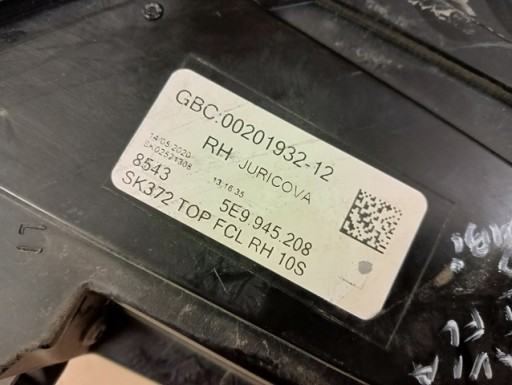 GBC:00201932-12
RH JURICOVA
14/05/2020
13:16:35
8543 5E9.945.208
SK372 TOP FCL RH 10S
17